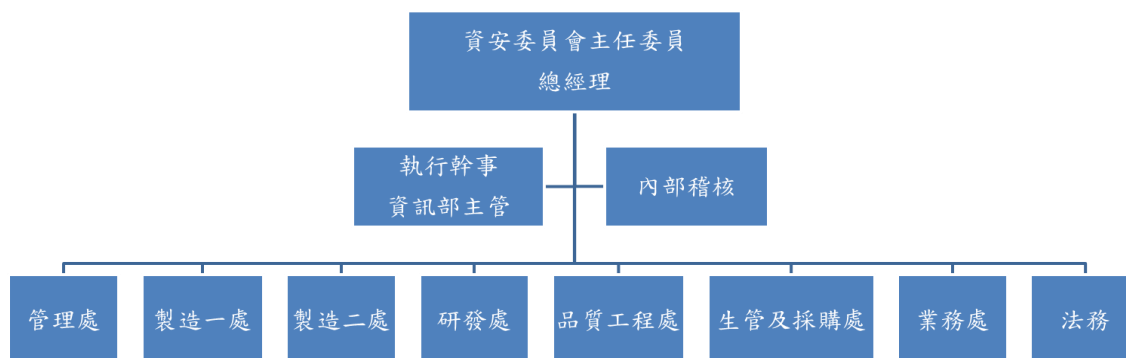 資安委員會主任委員
總經理
執行幹事
資訊部主管
內部稽核
管理處
製造一處
製造二處
研發處
品質工程處
生管及採購處
業務處
法務